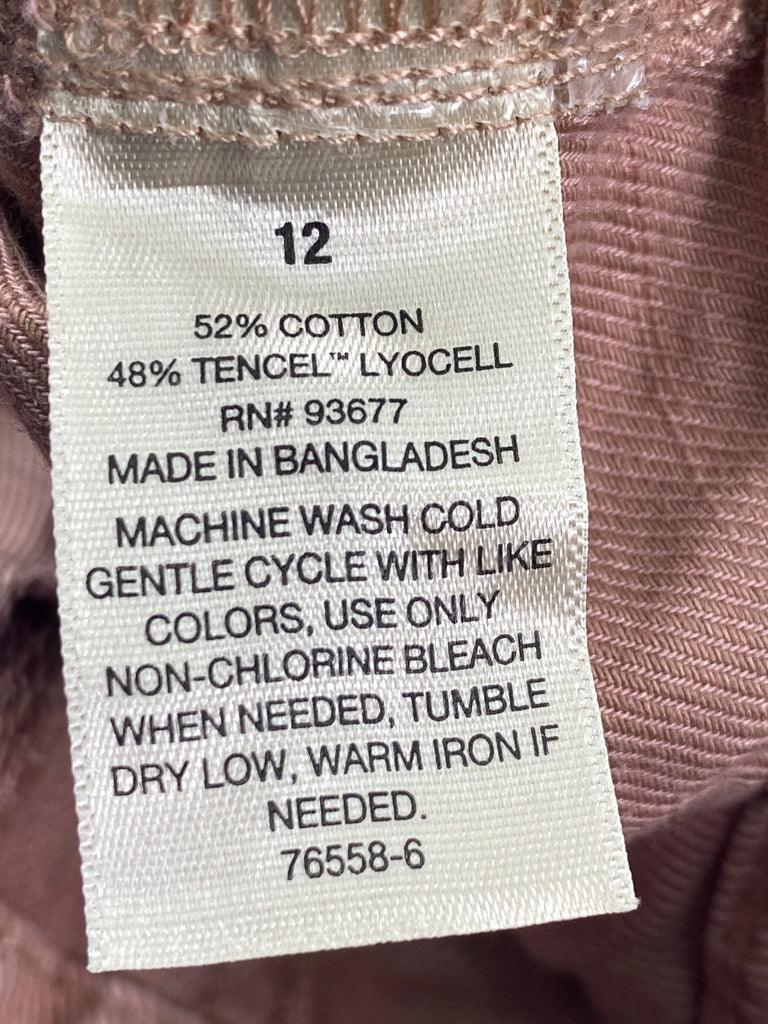 12
52% COTTON
48% TENCEL™ LYOCELL
RN# 93677
MADE IN BANGLADESH
MACHINE WASH COLD
GENTLE CYCLE WITH LIKE
COLORS, USE ONLY
NON-CHLORINE BLEACH
WHEN NEEDED, TUMBLE
DRY LOW, WARM IRON IF
NEEDED.
76558-6